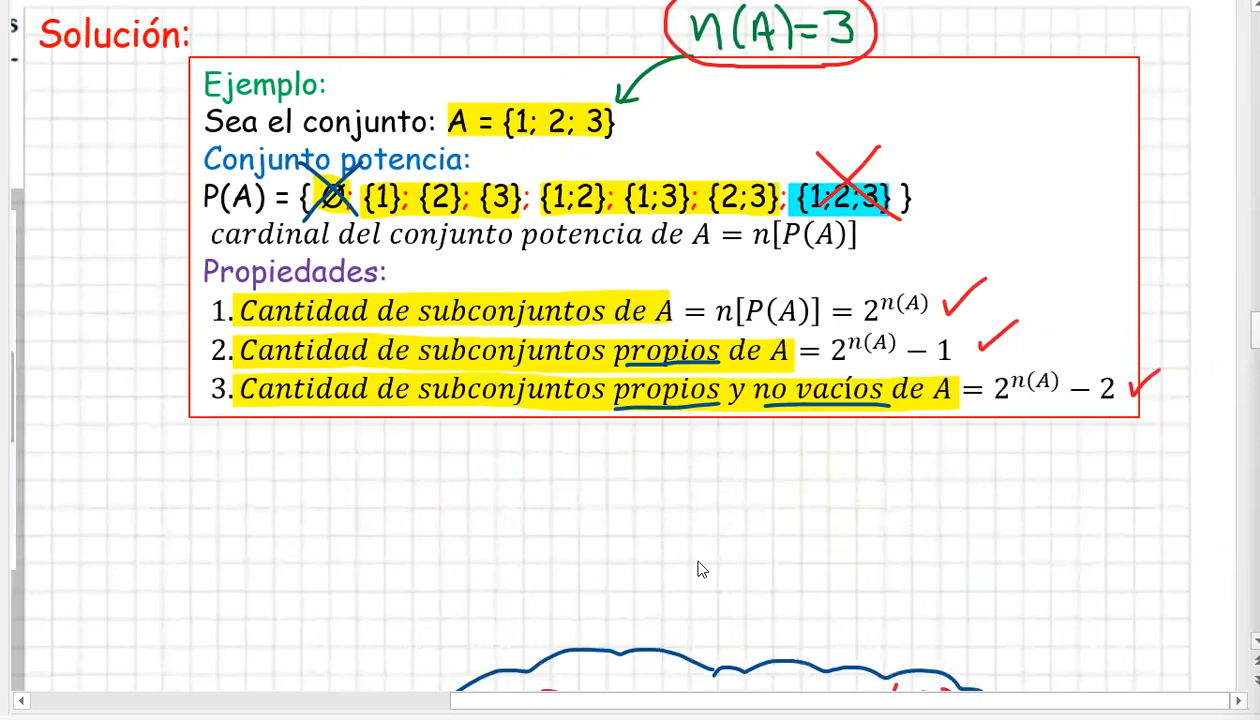 n(A)=3
Solución:
Ejemplo:
Sea el conjunto: A = {1; 2; 3}
Conjunto potencia:
P(A) = { Ø; {1}; {2}; {3}; {1;2}; {1;3}; {2;3}; {1;2;3} }
cardinal del conjunto potencia de A = n[P(A)]
Propiedades:
1. Cantidad de subconjuntos de A = n[P(A)] = 2^{n(A)}
2. Cantidad de subconjuntos propios de A = 2^{n(A)} − 1
3. Cantidad de subconjuntos propios y no vacíos de A = 2^{n(A)} − 2